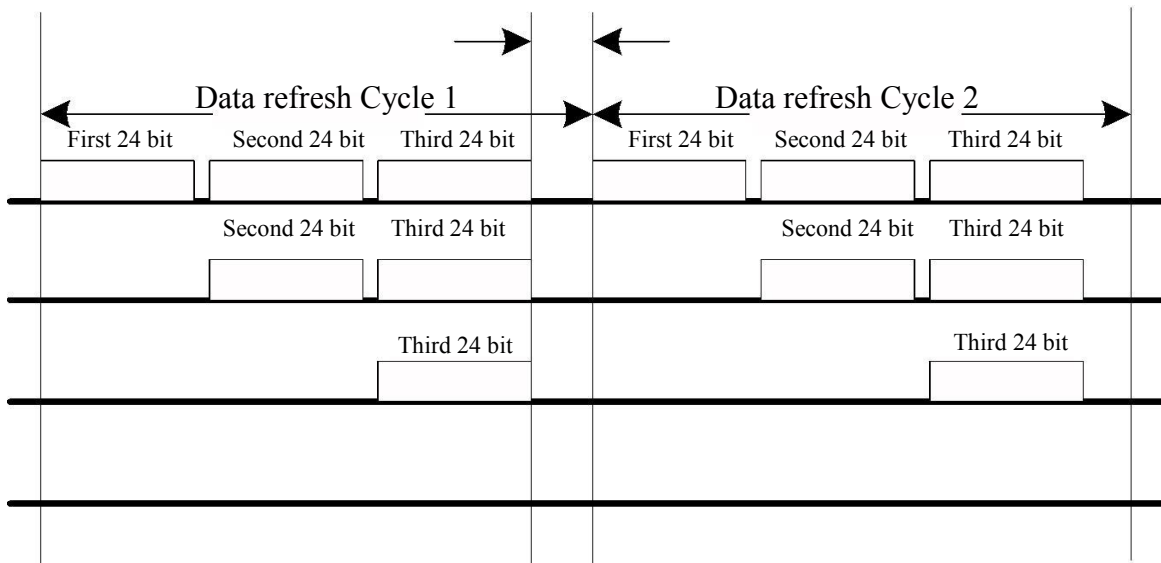 Data refresh Cycle 1 Data refresh Cycle 2
First 24 bit Second 24 bit Third 24 bit First 24 bit Second 24 bit Third 24 bit
Second 24 bit Third 24 bit Second 24 bit Third 24 bit
Third 24 bit Third 24 bit